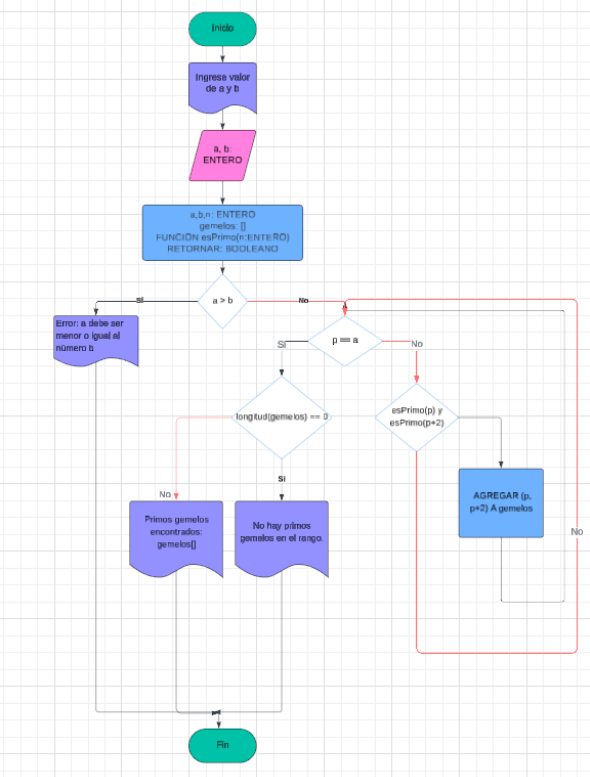 Inicio
Ingrese valor
de a y b
a, b:
ENTERO
a,b,n: ENTERO
gemelos: []
FUNCION esPrimo(n:ENTERO)
RETORNAR: BOOLEANO
a > b
Si
No
Error: a debe ser
menor o igual al
número b
p == a
Si
No
longitud(gemelos) == 0
esPrimo(p) y
esPrimo(p+2)
AGREGAR (p,
p+2) A gemelos
Si
No
Primos gemelos
encontrados:
gemelos[]
No hay primos
gemelos en el rango.
No
Fin